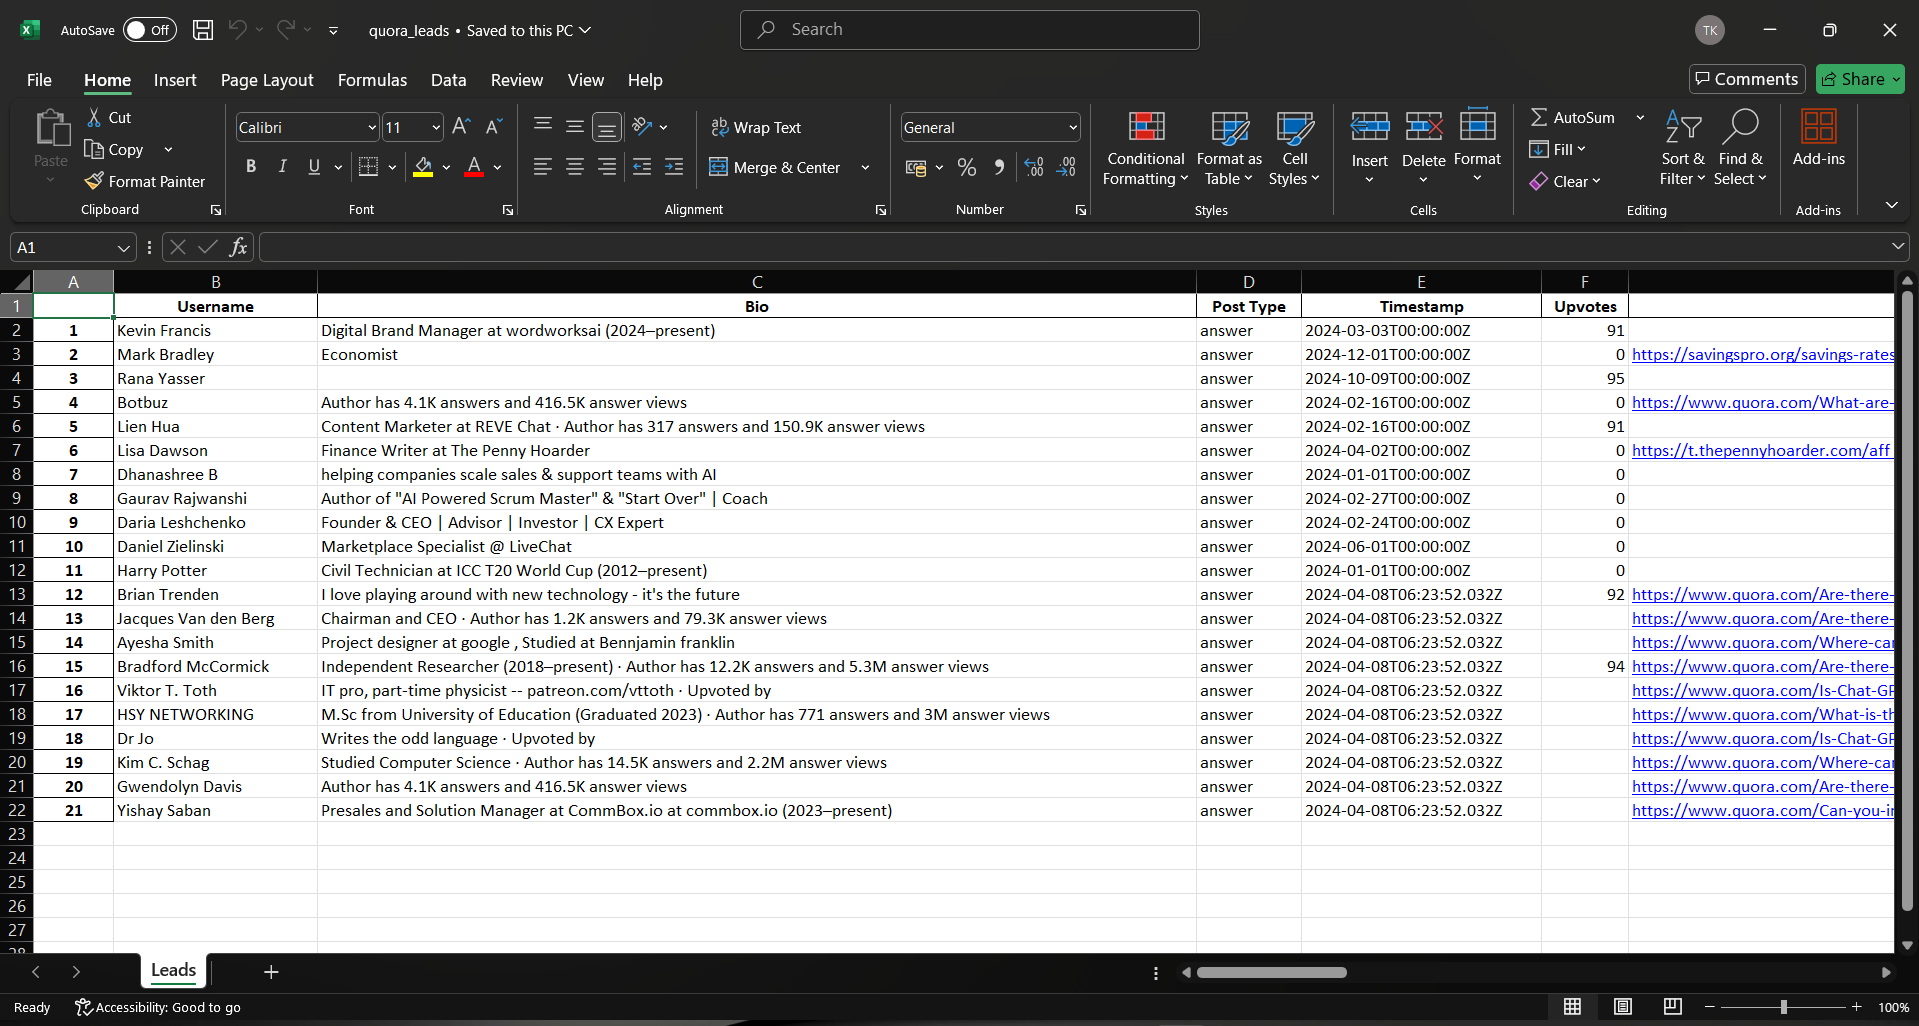 AutoSave Off quora_leads • Saved to this PC Search TK
File Home Insert Page Layout Formulas Data Review View Help Comments Share
Paste Cut Copy Format Painter Clipboard
Calibri 11 B I U A Font
Wrap Text Merge & Center Alignment
General % Number
Conditional Formatting Format as Table Cell Styles Styles
Insert Delete Format Cells
AutoSum Fill Clear Sort & Filter Find & Select Editing
Add-ins Add-ins
A1 fx
A B C D E F
1 Username Bio Post Type Timestamp Upvotes
2 1 Kevin Francis Digital Brand Manager at wordworksai (2024–present) answer 2024-03-03T00:00:00Z 91
3 2 Mark Bradley Economist answer 2024-12-01T00:00:00Z 0 https://savingspro.org/savings-rates
4 3 Rana Yasser answer 2024-10-09T00:00:00Z 95
5 4 Botbuz Author has 4.1K answers and 416.5K answer views answer 2024-02-16T00:00:00Z 0 https://www.quora.com/What-are-
6 5 Lien Hua Content Marketer at REVE Chat · Author has 317 answers and 150.9K answer views answer 2024-02-16T00:00:00Z 91
7 6 Lisa Dawson Finance Writer at The Penny Hoarder answer 2024-04-02T00:00:00Z 0 https://t.thepennyhoarder.com/aff
8 7 Dhanashree B helping companies scale sales & support teams with AI answer 2024-01-01T00:00:00Z 0
9 8 Gaurav Rajwanshi Author of "AI Powered Scrum Master" & "Start Over" | Coach answer 2024-02-27T00:00:00Z 0
10 9 Daria Leshchenko Founder & CEO | Advisor | Investor | CX Expert answer 2024-02-24T00:00:00Z 0
11 10 Daniel Zielinski Marketplace Specialist @ LiveChat answer 2024-06-01T00:00:00Z 0
12 11 Harry Potter Civil Technician at ICC T20 World Cup (2012–present) answer 2024-01-01T00:00:00Z 0
13 12 Brian Trenden I love playing around with new technology - it's the future answer 2024-04-08T06:23:52.032Z 92 https://www.quora.com/Are-there-
14 13 Jacques Van den Berg Chairman and CEO · Author has 1.2K answers and 79.3K answer views answer 2024-04-08T06:23:52.032Z https://www.quora.com/Are-there-
15 14 Ayesha Smith Project designer at google , Studied at Bennjamin franklin answer 2024-04-08T06:23:52.032Z https://www.quora.com/Where-ca
16 15 Bradford McCormick Independent Researcher (2018–present) · Author has 12.2K answers and 5.3M answer views answer 2024-04-08T06:23:52.032Z 94 https://www.quora.com/Are-there-
17 16 Viktor T. Toth IT pro, part-time physicist -- patreon.com/vttoth · Upvoted by answer 2024-04-08T06:23:52.032Z https://www.quora.com/Is-Chat-GP
18 17 HSY NETWORKING M.Sc from University of Education (Graduated 2023) · Author has 771 answers and 3M answer views answer 2024-04-08T06:23:52.032Z https://www.quora.com/What-is-th
19 18 Dr Jo Writes the odd language · Upvoted by answer 2024-04-08T06:23:52.032Z https://www.quora.com/Is-Chat-GP
20 19 Kim C. Schag Studied Computer Science · Author has 14.5K answers and 2.2M answer views answer 2024-04-08T06:23:52.032Z https://www.quora.com/Where-ca
21 20 Gwendolyn Davis Author has 4.1K answers and 416.5K answer views answer 2024-04-08T06:23:52.032Z https://www.quora.com/Are-there-
22 21 Yishay Saban Presales and Solution Manager at CommBox.io at commbox.io (2023–present) answer 2024-04-08T06:23:52.032Z https://www.quora.com/Can-you-i
23
24
25
26
27
28
Leads
Ready Accessibility: Good to go 100%